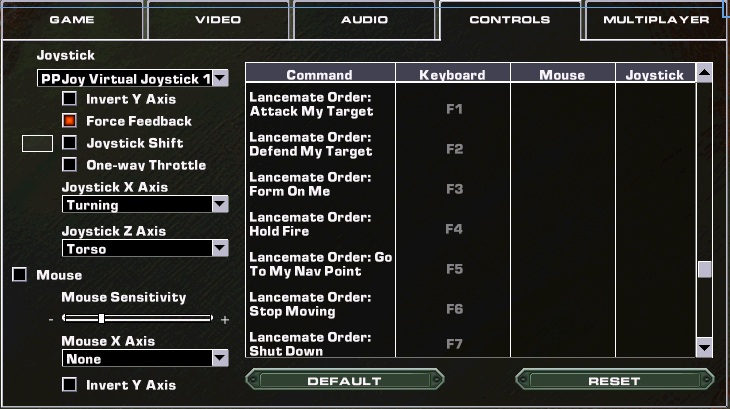 GAME VIDEO AUDIO CONTROLS MULTIPLAYER
Joystick
PPJoy Virtual Joystick 1
Invert Y Axis
Force Feedback
Joystick Shift
One-way Throttle
Joystick X Axis
Turning
Joystick Z Axis
Torso
Mouse
Mouse Sensitivity
- +
Mouse X Axis
None
Invert Y Axis
Command Keyboard Mouse Joystick
Lancemate Order:
Attack My Target F1
Lancemate Order:
Defend My Target F2
Lancemate Order:
Form On Me F3
Lancemate Order:
Hold Fire F4
Lancemate Order: Go
To My Nav Point F5
Lancemate Order:
Stop Moving F6
Lancemate Order:
Shut Down F7
DEFAULT RESET